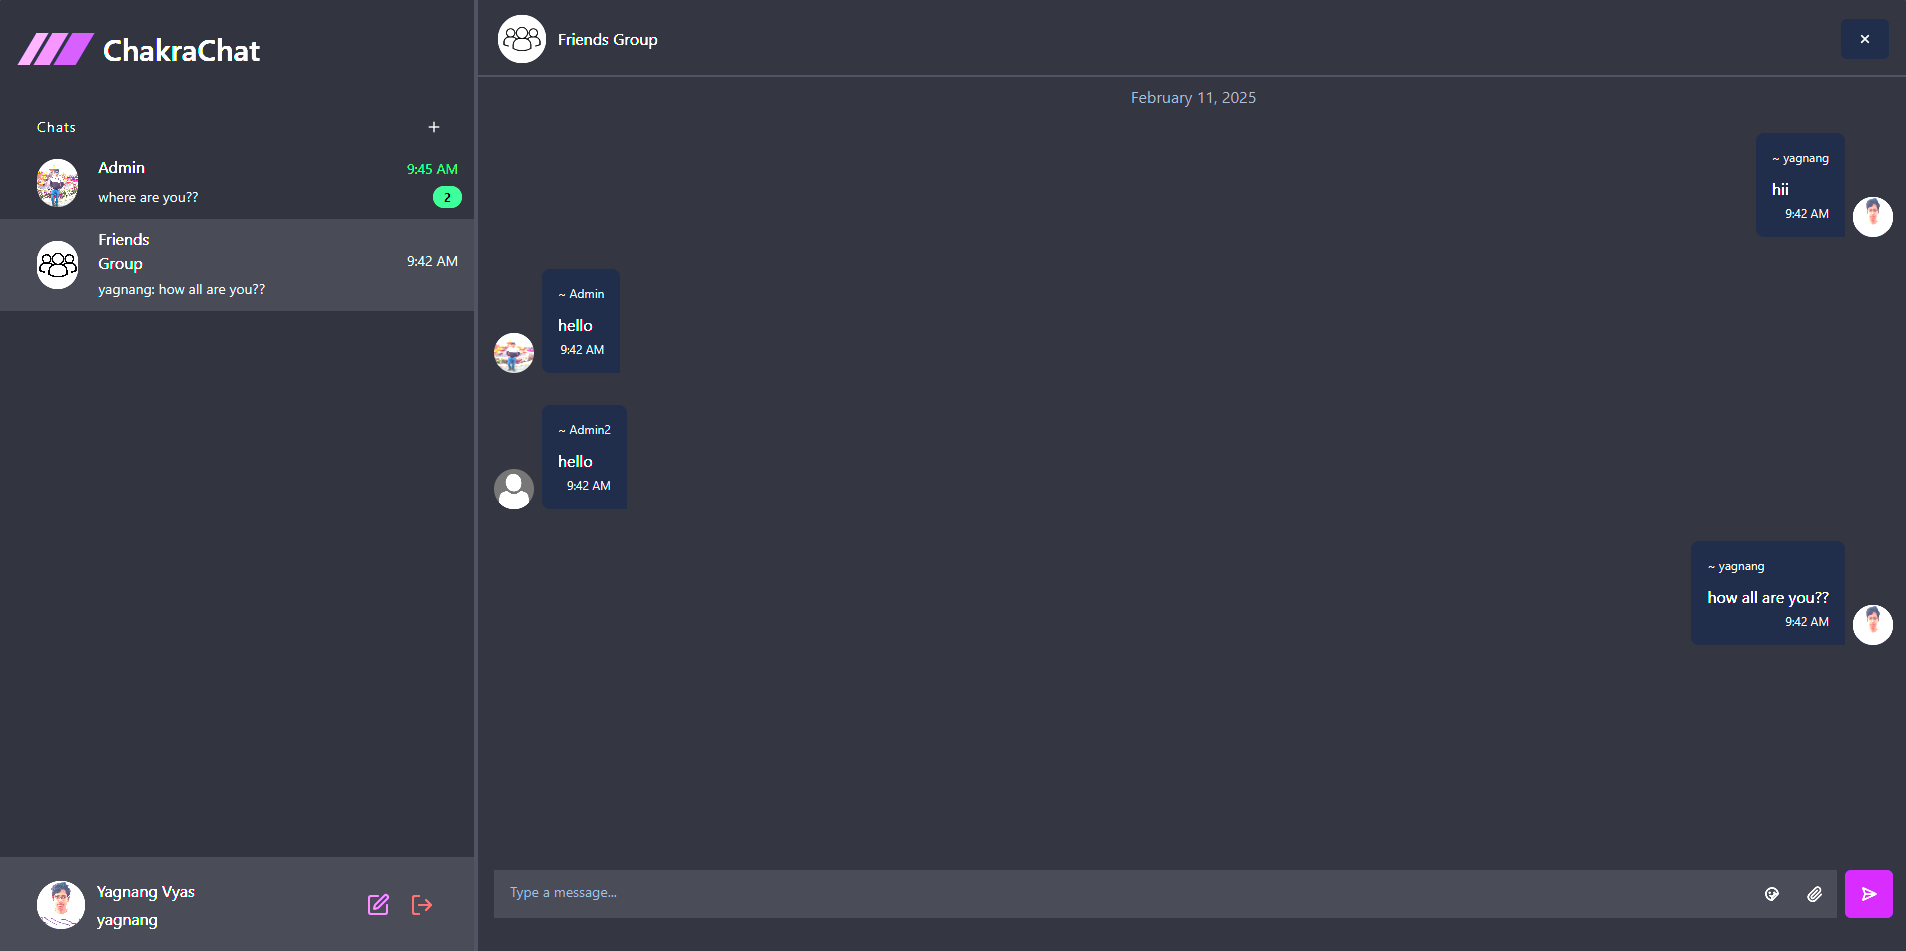 ChakraChat
Chats
Admin
9:45 AM
where are you??
2
Friends
Group
9:42 AM
yagnang: how all are you??
Yagnang Vyas
yagnang
Friends Group
February 11, 2025
~ yagnang
hii
9:42 AM
~ Admin
hello
9:42 AM
~ Admin2
hello
9:42 AM
~ yagnang
how all are you??
9:42 AM
Type a message...